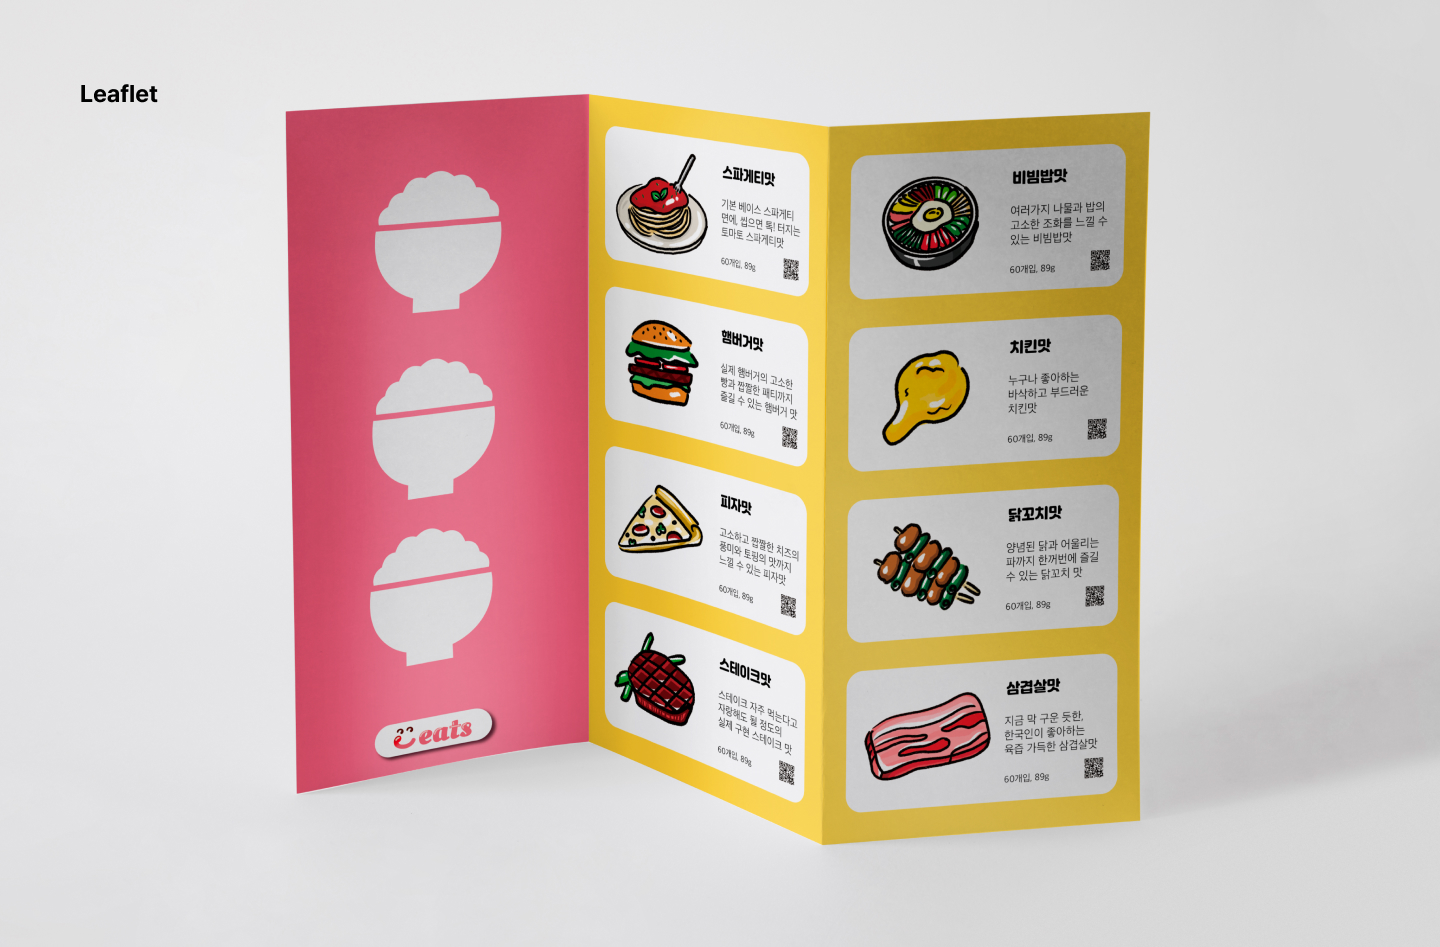 Leaflet
eats
스파게티맛
기본 베이스 스파게티
면에, 씹으면 톡! 터지는
토마토 스파게티맛
60개입, 89g
햄버거맛
실제 햄버거의 고소한
빵과 짭짤한 패티까지
즐길 수 있는 햄버거 맛
60개입, 89g
피자맛
고소하고 짭짤한 치즈의
풍미와 토핑의 맛까지
느낄 수 있는 피자맛
60개입, 89g
스테이크맛
스테이크 자주 먹는다고
자랑해도 될 정도의
실제 구현 스테이크 맛
60개입, 89g
비빔밥맛
여러가지 나물과 밥의
고소한 조화를 느낄 수
있는 비빔밥맛
60개입, 89g
치킨맛
누구나 좋아하는
바삭하고 부드러운
치킨맛
60개입, 89g
닭꼬치맛
양념된 닭과 어울리는
파까지 한꺼번에 즐길
수 있는 닭꼬치 맛
60개입, 89g
삼겹살맛
지금 막 구운 듯한,
한국인이 좋아하는
육즙 가득한 삼겹살맛
60개입, 89g